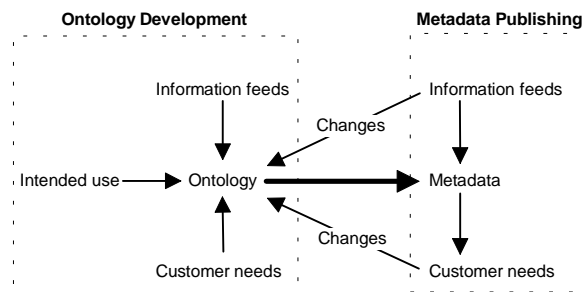 Ontology Development
Metadata Publishing
Information feeds
Information feeds
Changes
Intended use
Ontology
Metadata
Changes
Customer needs
Customer needs